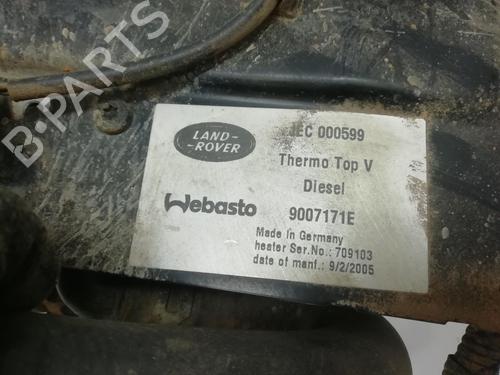 B-PARTS
LAND-
ROVER
JEC 000599
Thermo Top V
Diesel
Webasto
9007171E
Made In Germany
heater Ser.No.: 709103
date of manf.: 9/2/2005